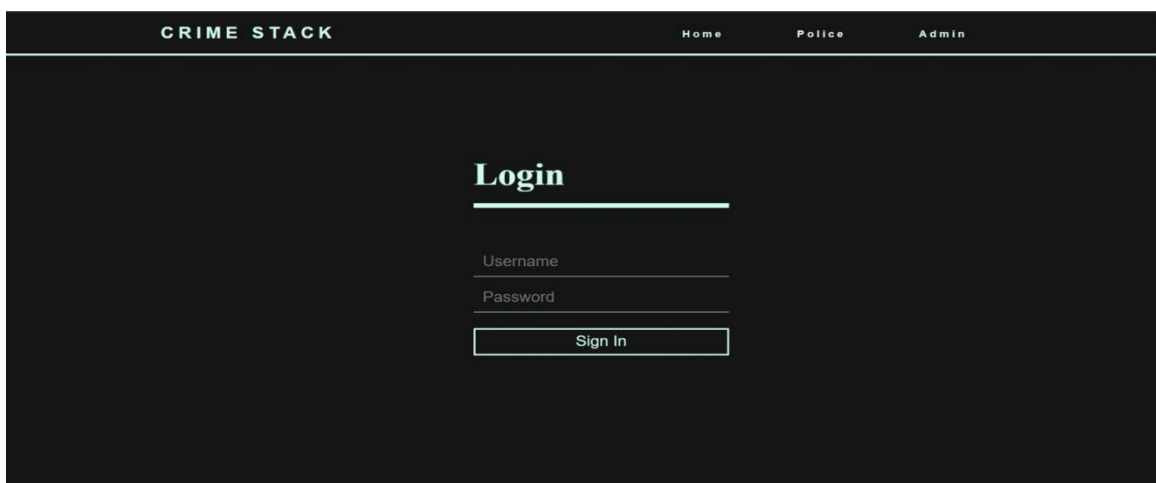 CRIME STACK Home Police Admin
Login
Username
Password
Sign In